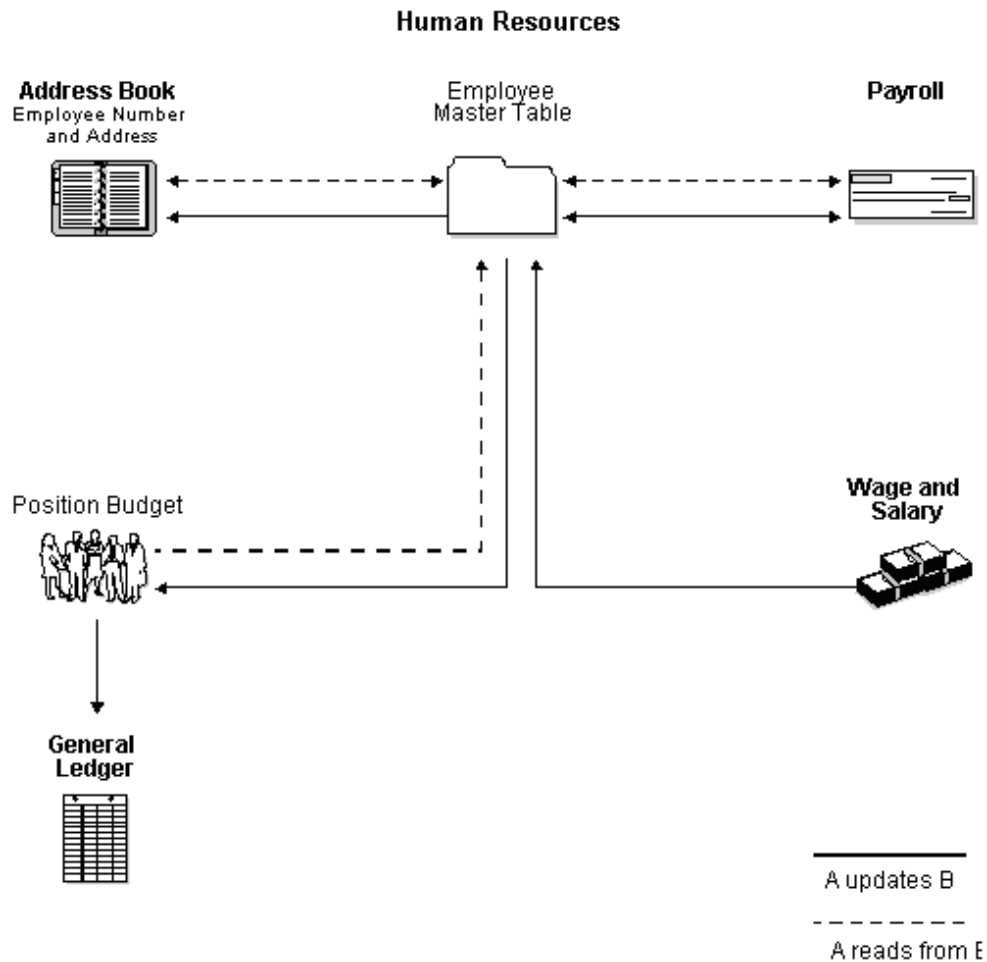 Human Resources
Address Book
Employee Number
and Address
Employee
Master Table
Payroll
Position Budget
Wage and
Salary
General
Ledger
A updates B
A reads from